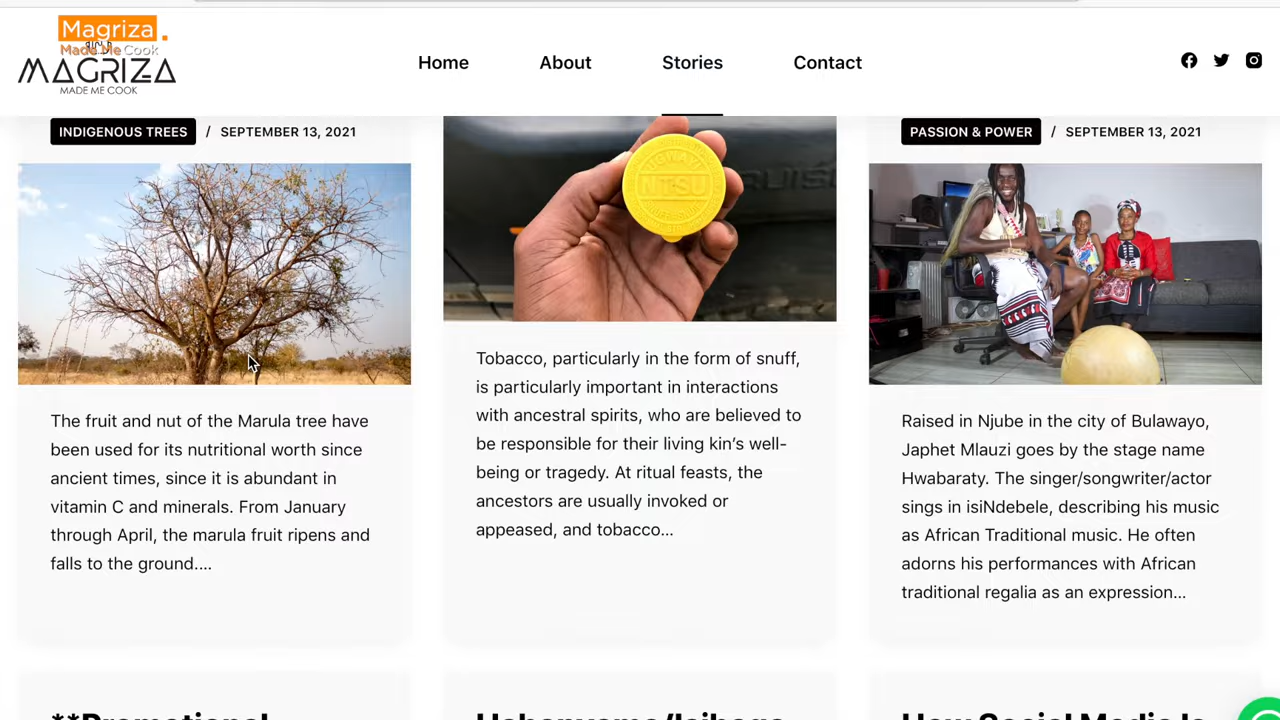 Magriza
Made Me Cook
MAGRIZA
MADE ME COOK
Home
About
Stories
Contact
INDIGENOUS TREES / SEPTEMBER 13, 2021
The fruit and nut of the Marula tree have
been used for its nutritional worth since
ancient times, since it is abundant in
vitamin C and minerals. From January
through April, the marula fruit ripens and
falls to the ground....
NTSU
Tobacco, particularly in the form of snuff,
is particularly important in interactions
with ancestral spirits, who are believed to
be responsible for their living kin’s well-
being or tragedy. At ritual feasts, the
ancestors are usually invoked or
appeased, and tobacco...
PASSION & POWER / SEPTEMBER 13, 2021
Raised in Njube in the city of Bulawayo,
Japhet Mlauzi goes by the stage name
Hwabaraty. The singer/songwriter/actor
sings in isiNdebele, describing his music
as African Traditional music. He often
adorns his performances with African
traditional regalia as an expression...
**Promotional
How Social Media Is